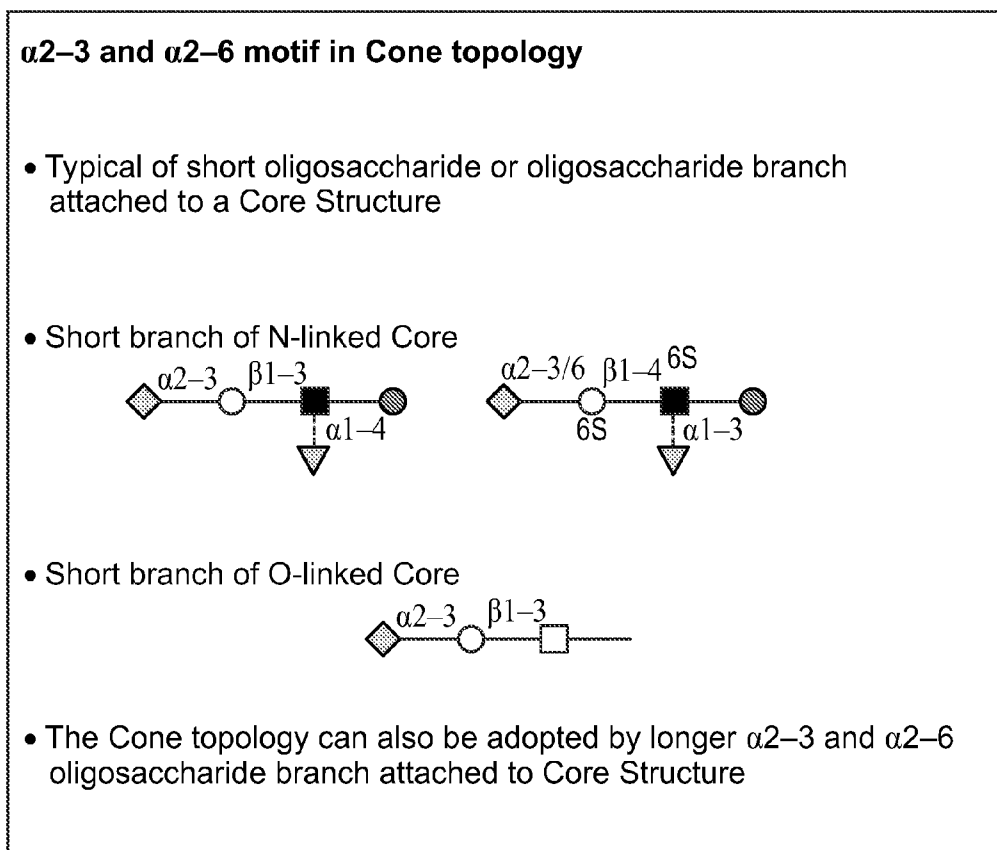 α2–3 and α2–6 motif in Cone topology
• Typical of short oligosaccharide or oligosaccharide branch
attached to a Core Structure
• Short branch of N-linked Core
α2–3 β1–3 α2–3/6 β1–4 6S
α1–4 6S α1–3
• Short branch of O-linked Core
α2–3 β1–3
• The Cone topology can also be adopted by longer α2–3 and α2–6
oligosaccharide branch attached to Core Structure